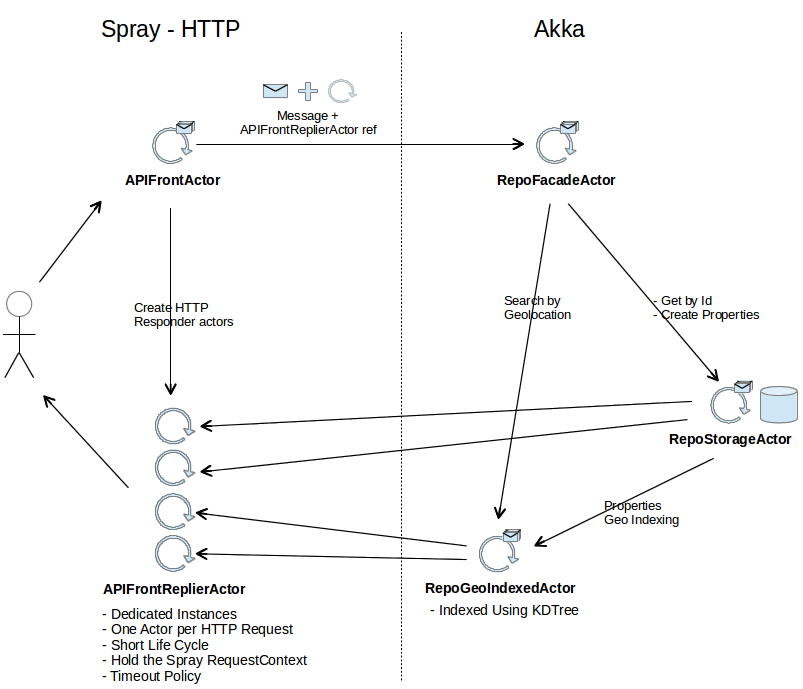 Spray - HTTP
Akka
Message +
APIFrontReplierActor ref
APIFrontActor
RepoFacadeActor
Create HTTP
Responder actors
Search by
Geolocation
- Get by Id
- Create Properties
RepoStorageActor
Properties
Geo Indexing
APIFrontReplierActor
- Dedicated Instances
- One Actor per HTTP Request
- Short Life Cycle
- Hold the Spray RequestContext
- Timeout Policy
RepoGeoIndexedActor
- Indexed Using KDTree